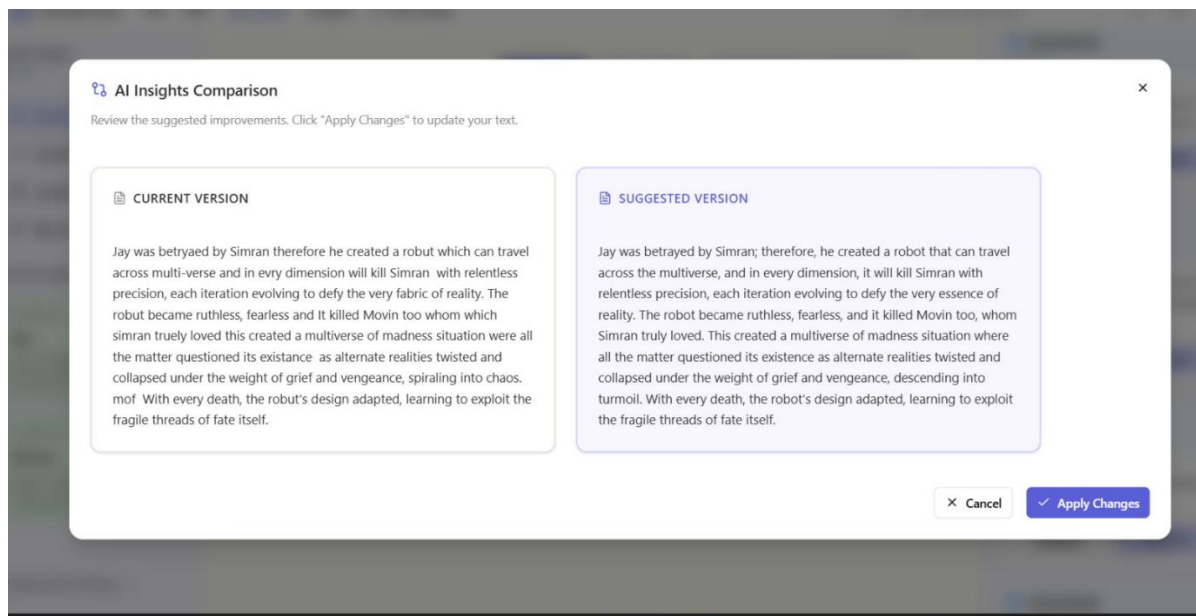 AI Insights Comparison
Review the suggested improvements. Click "Apply Changes" to update your text.
CURRENT VERSION
Jay was betryaed by Simran therefore he created a robut which can travel
across multi-verse and in evry dimension will kill Simran  with relentless
precision, each iteration evolving to defy the very fabric of reality. The
robut became ruthless, fearless and It killed Movin too whom which
simran truely loved this created a multiverse of madness situation were all
the matter questioned its existance  as alternate realities twisted and
collapsed under the weight of grief and vengeance, spiraling into chaos.
mof  With every death, the robut's design adapted, learning to exploit the
fragile threads of fate itself.
SUGGESTED VERSION
Jay was betrayed by Simran; therefore, he created a robot that can travel
across the multiverse, and in every dimension, it will kill Simran with
relentless precision, each iteration evolving to defy the very essence of
reality. The robot became ruthless, fearless, and it killed Movin too, whom
Simran truly loved. This created a multiverse of madness situation where
all the matter questioned its existence as alternate realities twisted and
collapsed under the weight of grief and vengeance, descending into
turmoil. With every death, the robot's design adapted, learning to exploit
the fragile threads of fate itself.
Cancel
Apply Changes